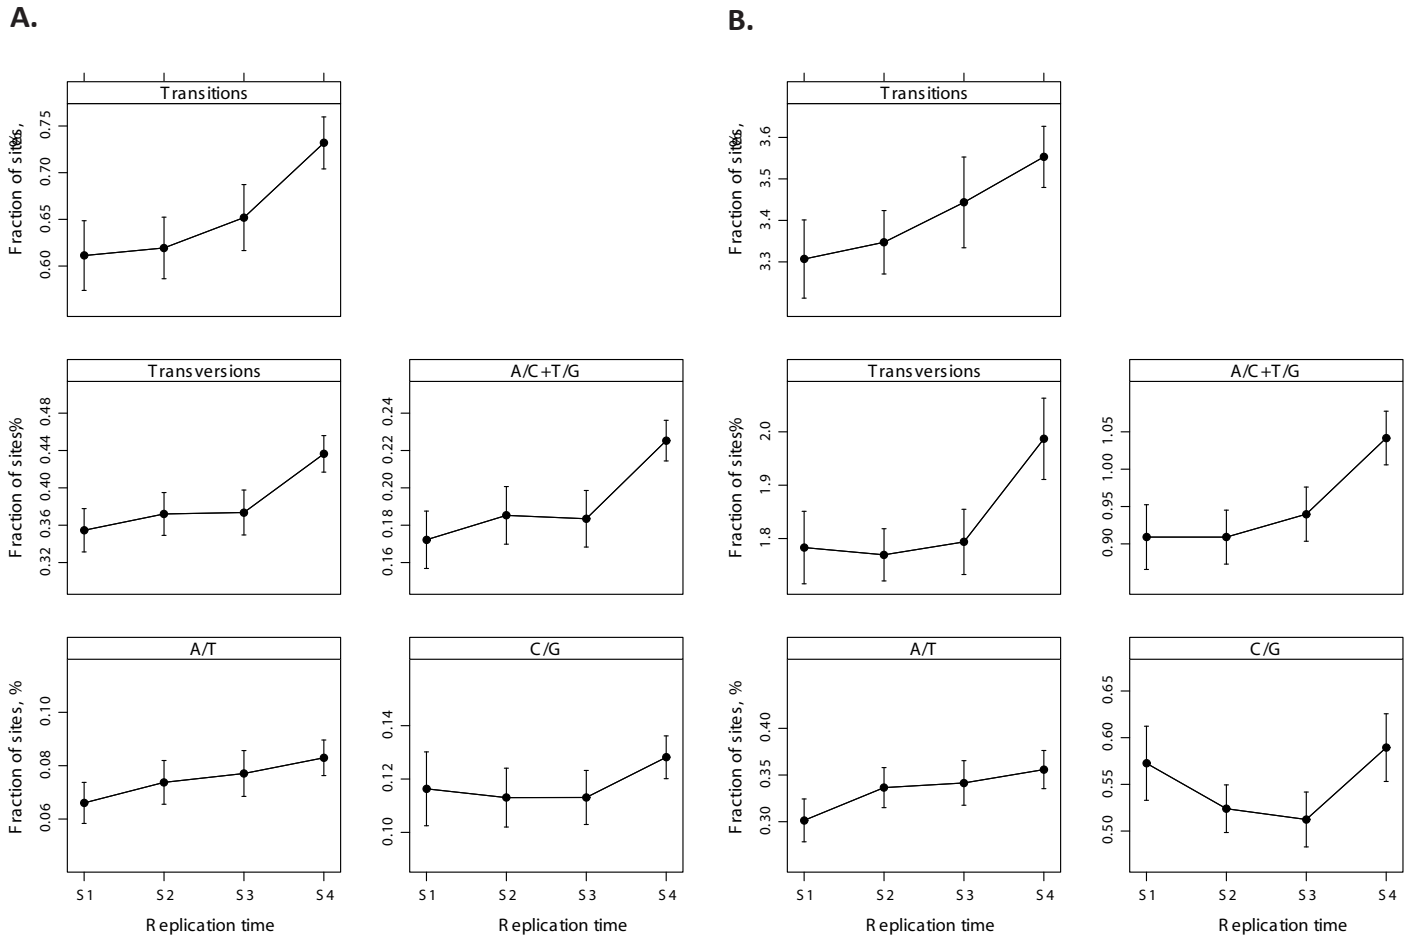 A.
B.
Transitions
Fraction of sites, %
0.60 0.65 0.70 0.75
Transitions
Fraction of sites, %
3.3 3.4 3.5 3.6
Transversions
Fraction of sites%
0.32 0.36 0.40 0.44 0.48
A/C+T/G
0.16 0.18 0.20 0.22 0.24
Transversions
Fraction of sites%
1.8 1.9 2.0
A/C+T/G
0.90 0.95 1.00 1.05
A/T
Fraction of sites, %
0.06 0.08 0.10
S1 S2 S3 S4
Replication time
C/G
0.10 0.12 0.14
S1 S2 S3 S4
Replication time
A/T
Fraction of sites, %
0.30 0.35 0.40
S1 S2 S3 S4
Replication time
C/G
0.50 0.55 0.60 0.65
S1 S2 S3 S4
Replication time